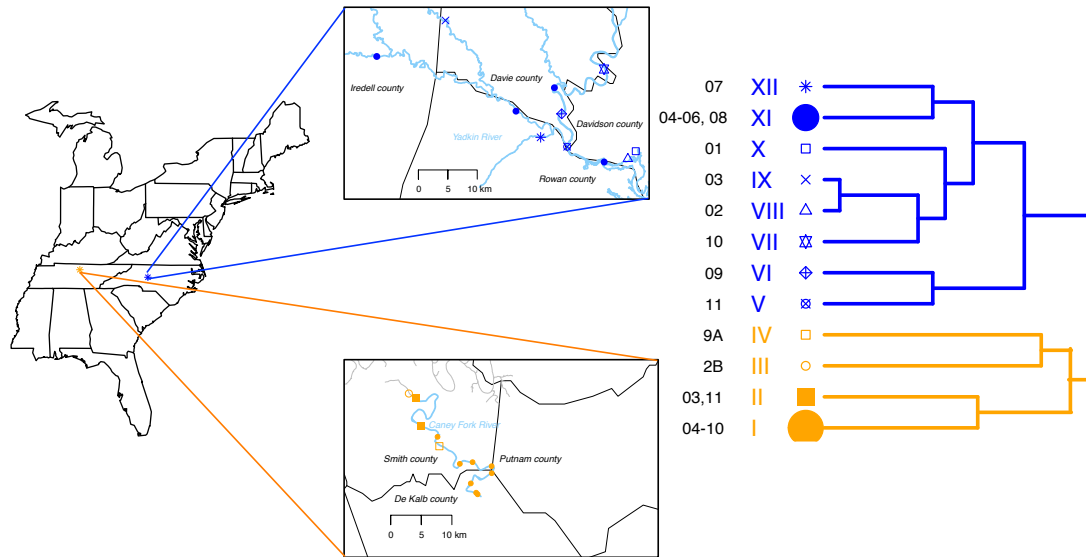 Iredell county
Davie county
Yadkin River
Davidson county
Rowan county
0 5 10 km
Caney Fork River
Smith county
Putnam county
De Kalb county
0 5 10 km
07 XII
04-06, 08 XI
01 X
03 IX
02 VIII
10 VII
09 VI
11 V
9A IV
2B III
03,11 II
04-10 I